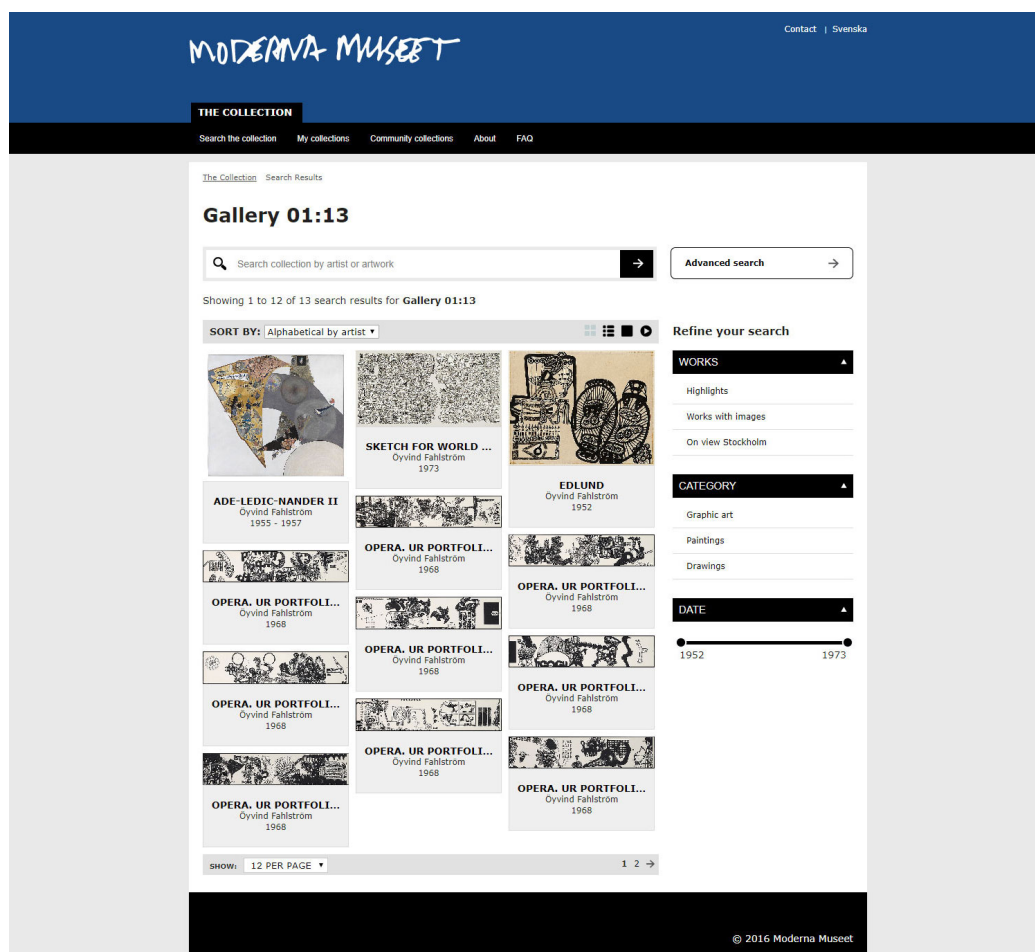 MODERNA MUSEET
Contact | Svenska
THE COLLECTION
Search the collection My collections Community collections About FAQ
The Collection Search Results
Gallery 01:13
Search collection by artist or artwork
Advanced search
Showing 1 to 12 of 13 search results for Gallery 01:13
SORT BY: Alphabetical by artist
ADE-LEDIC-NANDER II
Öyvind Fahlström
1955 - 1957
OPERA. UR PORTFOLI...
Öyvind Fahlström
1968
OPERA. UR PORTFOLI...
Öyvind Fahlström
1968
OPERA. UR PORTFOLI...
Öyvind Fahlström
1968
SKETCH FOR WORLD ...
Öyvind Fahlström
1973
OPERA. UR PORTFOLI...
Öyvind Fahlström
1968
OPERA. UR PORTFOLI...
Öyvind Fahlström
1968
OPERA. UR PORTFOLI...
Öyvind Fahlström
1968
EDLUND
Öyvind Fahlström
1952
OPERA. UR PORTFOLI...
Öyvind Fahlström
1968
OPERA. UR PORTFOLI...
Öyvind Fahlström
1968
OPERA. UR PORTFOLI...
Öyvind Fahlström
1968
SHOW: 12 PER PAGE
1 2 →
Refine your search
WORKS
Highlights
Works with images
On view Stockholm
CATEGORY
Graphic art
Paintings
Drawings
DATE
1952 1973
© 2016 Moderna Museet